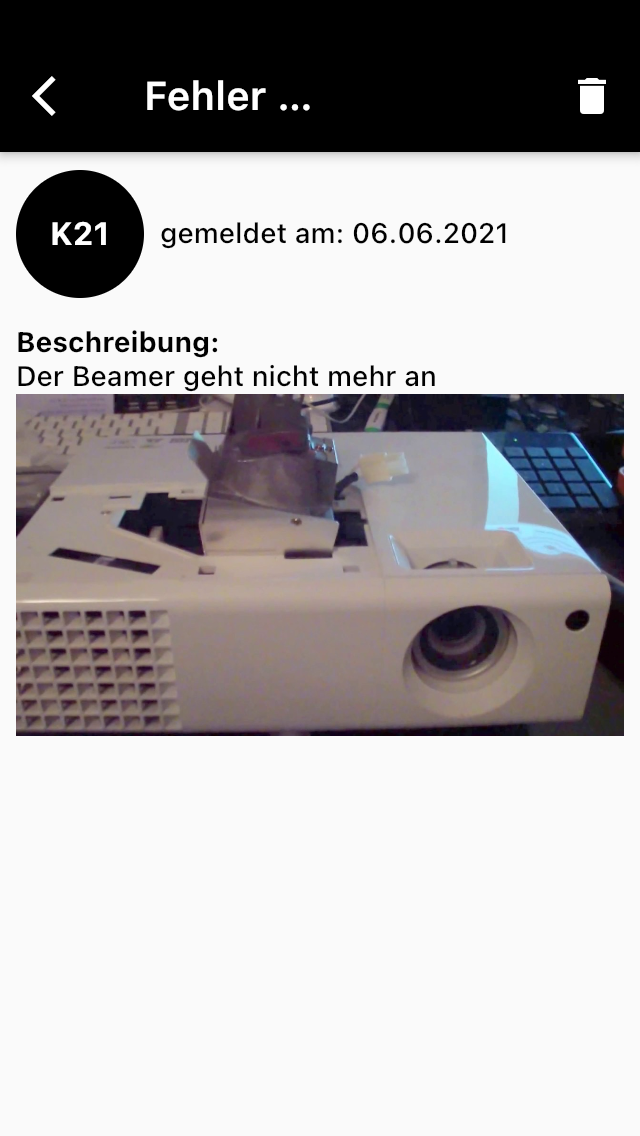 Fehler ...
K21
gemeldet am: 06.06.2021
Beschreibung:
Der Beamer geht nicht mehr an